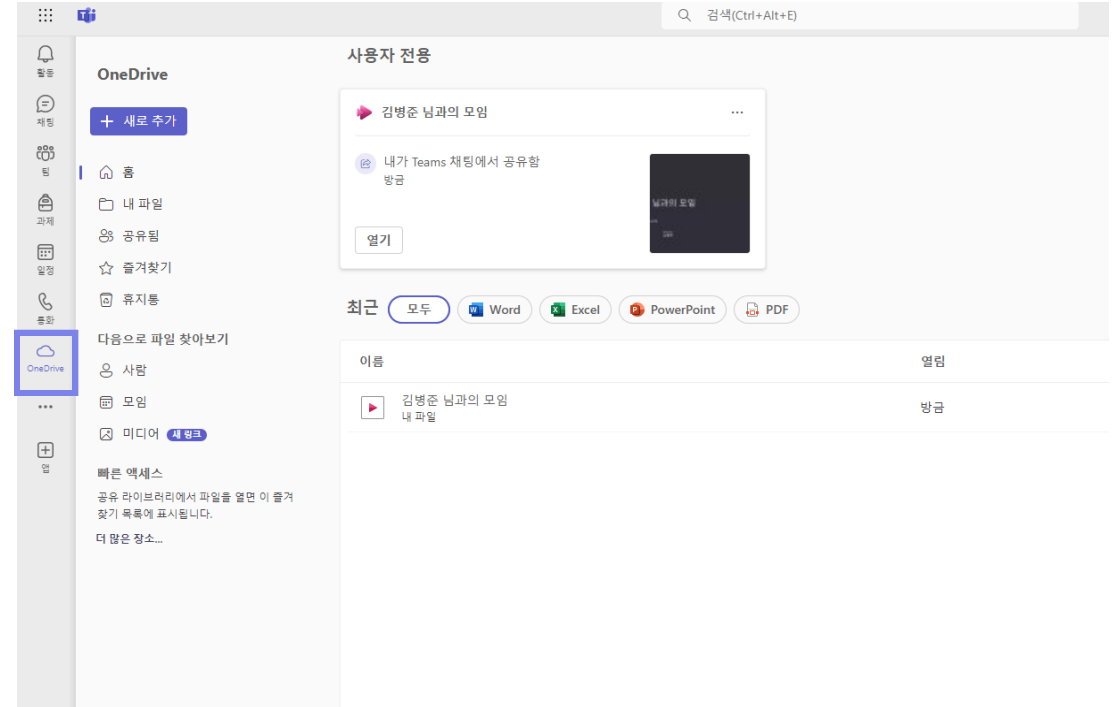 검색(Ctrl+Alt+E)
활동
채팅
팀
과제
일정
통화
OneDrive
앱
OneDrive
새로 추가
홈
내 파일
공유됨
즐겨찾기
휴지통
다음으로 파일 찾아보기
사람
모임
미디어 새 링크
빠른 액세스
공유 라이브러리에서 파일을 열면 이 즐겨
찾기 목록에 표시됩니다.
더 많은 장소...
사용자 전용
김병준 님과의 모임
내가 Teams 채팅에서 공유함
방금
님과의 모임
열기
최근 모두 Word Excel PowerPoint PDF
이름 열림
김병준 님과의 모임 방금
내 파일